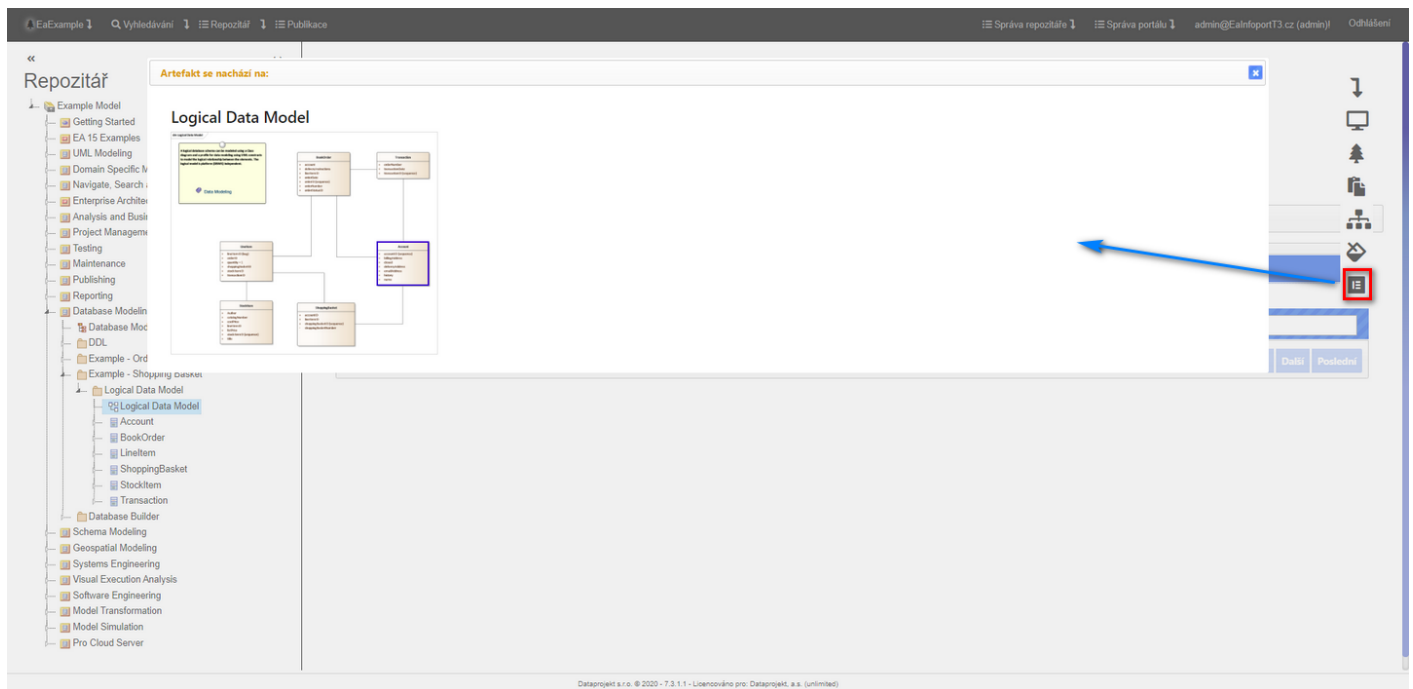 EaExample
Vyhledávání
Repozitář
Publikace
Správa repozitáře
Správa portálu
admin@EaInfoportT3.cz (admin)
Odhlášení
«
Repozitář
Example Model
Getting Started
EA 15 Examples
UML Modeling
Domain Specific M
Navigate, Search
Enterprise Archite
Analysis and Busi
Project Manageme
Testing
Maintenance
Publishing
Reporting
Database Modelin
Database Mod
DDL
Example - Ord
Example - Shopping Basket
Logical Data Model
Logical Data Model
Account
BookOrder
LineItem
ShoppingBasket
StockItem
Transaction
Database Builder
Schema Modeling
Geospatial Modeling
Systems Engineering
Visual Execution Analysis
Software Engineering
Model Transformation
Model Simulation
Pro Cloud Server
Artefakt se nachází na:
Logical Data Model
Data Modeling
Další
Poslední
Dataprojekt s.r.o. © 2020 - 7.3.1.1 - Licencováno pro: Dataprojekt, a.s. (unlimited)